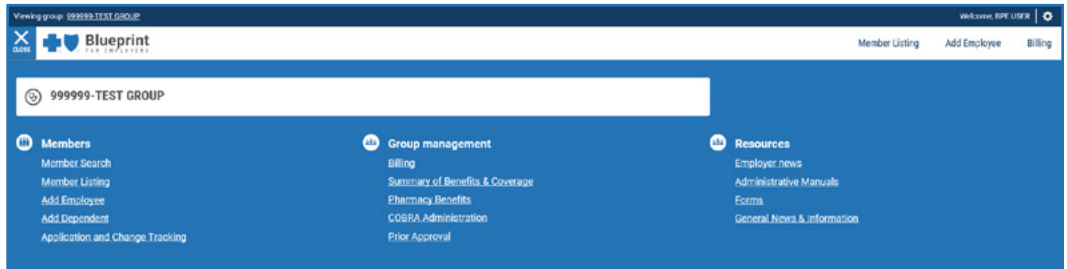 Viewing group: 999999-TEST GROUP
Welcome, BPE USER
CLOSE
Blueprint
FOR EMPLOYERS
Member Listing Add Employee Billing
999999-TEST GROUP
Members
Member Search
Member Listing
Add Employee
Add Dependent
Application and Change Tracking
Group management
Billing
Summary of Benefits & Coverage
Pharmacy Benefits
COBRA Administration
Prior Approval
Resources
Employer news
Administrative Manuals
Forms
General News & Information